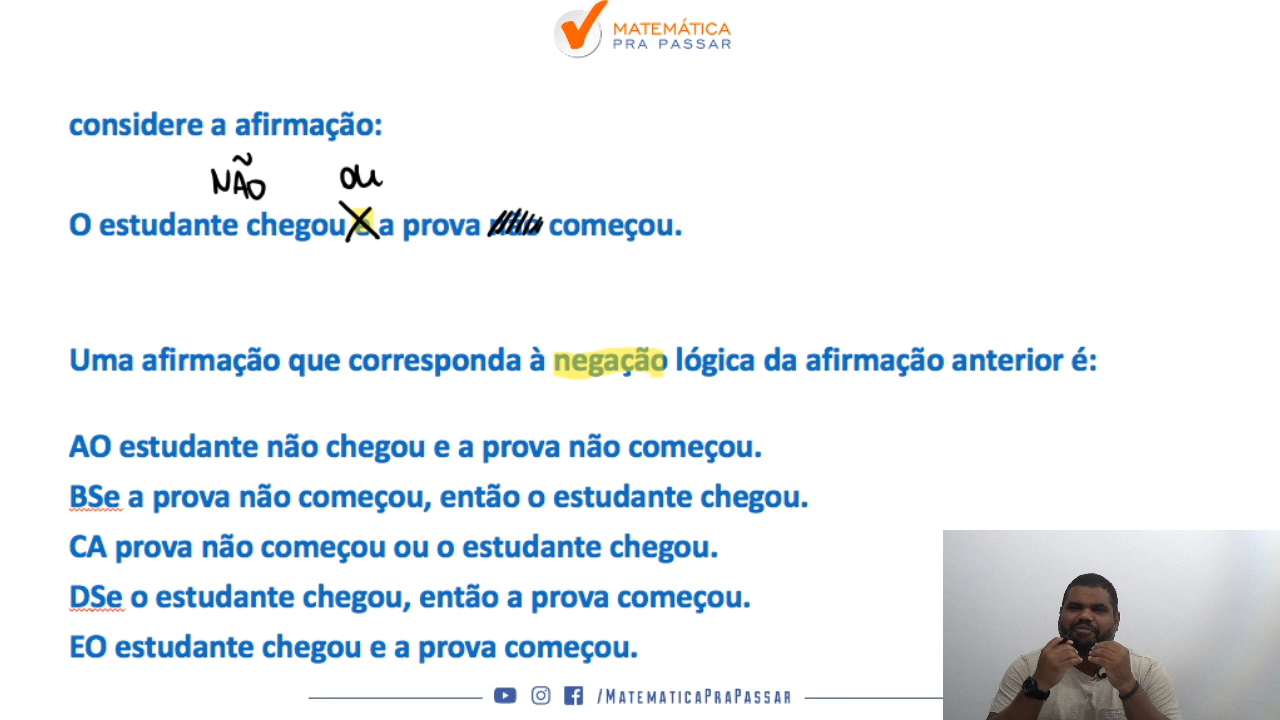 MATEMÁTICA
PRA PASSAR
considere a afirmação:
NÃO ou
O estudante chegou e a prova não começou.
Uma afirmação que corresponda à negação lógica da afirmação anterior é:
AO estudante não chegou e a prova não começou.
BSe a prova não começou, então o estudante chegou.
CA prova não começou ou o estudante chegou.
DSe o estudante chegou, então a prova começou.
EO estudante chegou e a prova começou.
/MATEMATICAPRAPASSAR